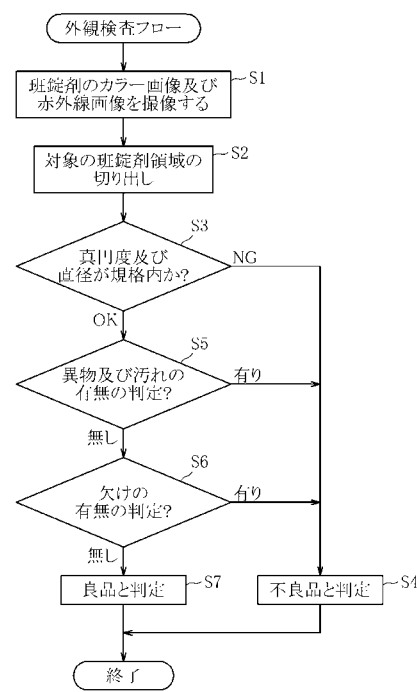 外観検査フロー
S1
班錠剤のカラー画像及び
赤外線画像を撮像する
S2
対象の班錠剤領域の
切り出し
S3
真円度及び
直径が規格内か?
NG
OK
S5
異物及び汚れの
有無の判定?
有り
無し
S6
欠けの
有無の判定?
有り
無し
良品と判定
S7
不良品と判定
S4
終了